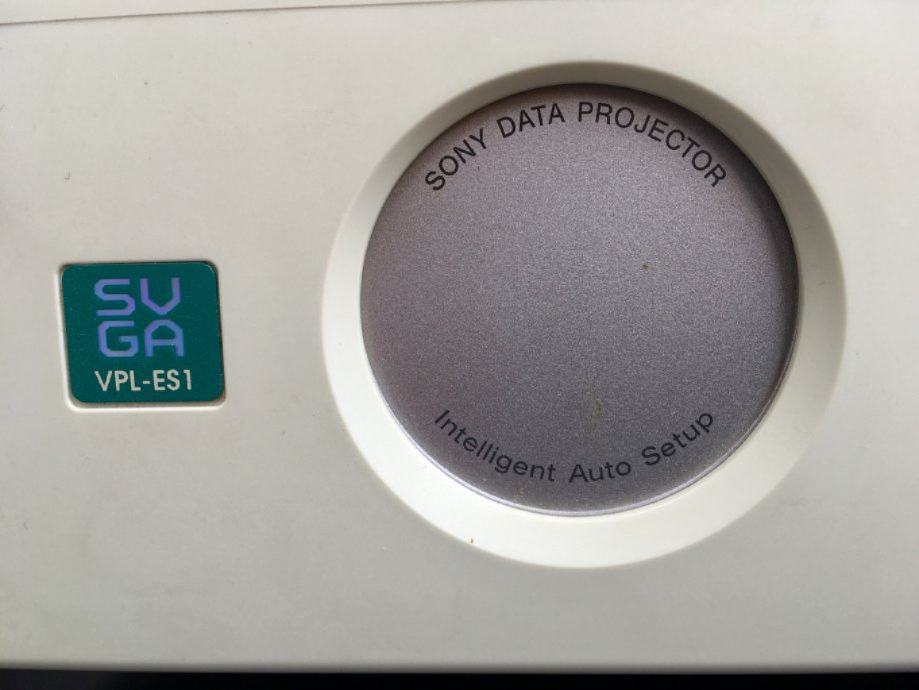 SONY DATA PROJECTOR
SV
GA
VPL-ES1
Intelligent Auto Setup